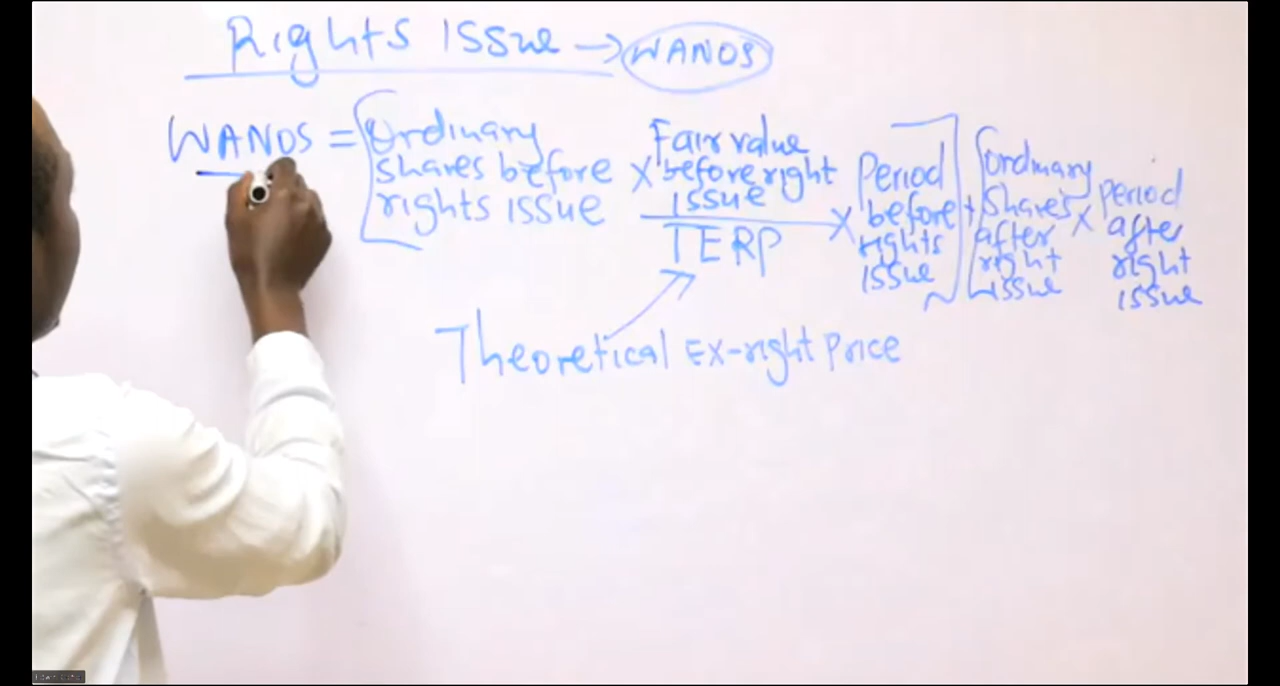 Rights Issue → WANOS
WANOS = [Ordinary shares before rights issue × Fair value before right issue / TERP × Period before rights issue] + [ordinary Shares after right issue × Period after right issue
Theoretical Ex-right Price